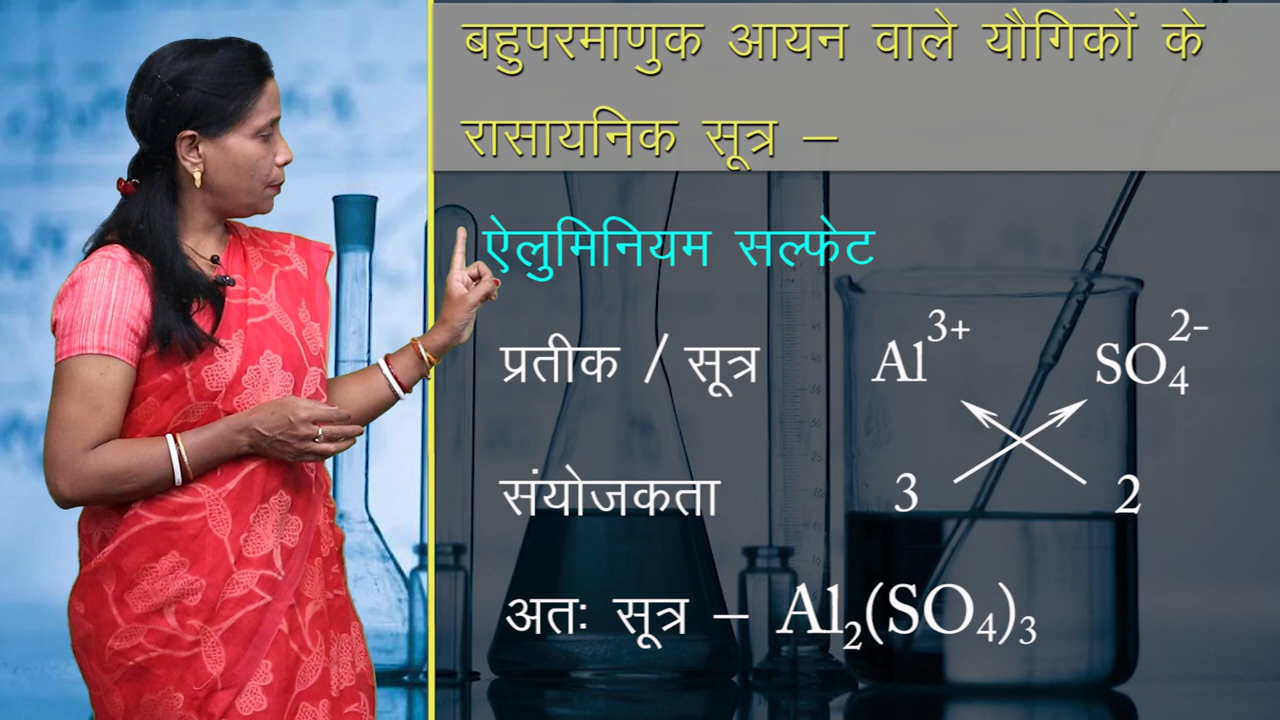 बहुपरमाणुक आयन वाले यौगिकों के
रासायनिक सूत्र –
ऐलुमिनियम सल्फेट
प्रतीक / सूत्र Al³⁺ SO₄²⁻
संयोजकता 3 2
अतः सूत्र – Al₂(SO₄)₃